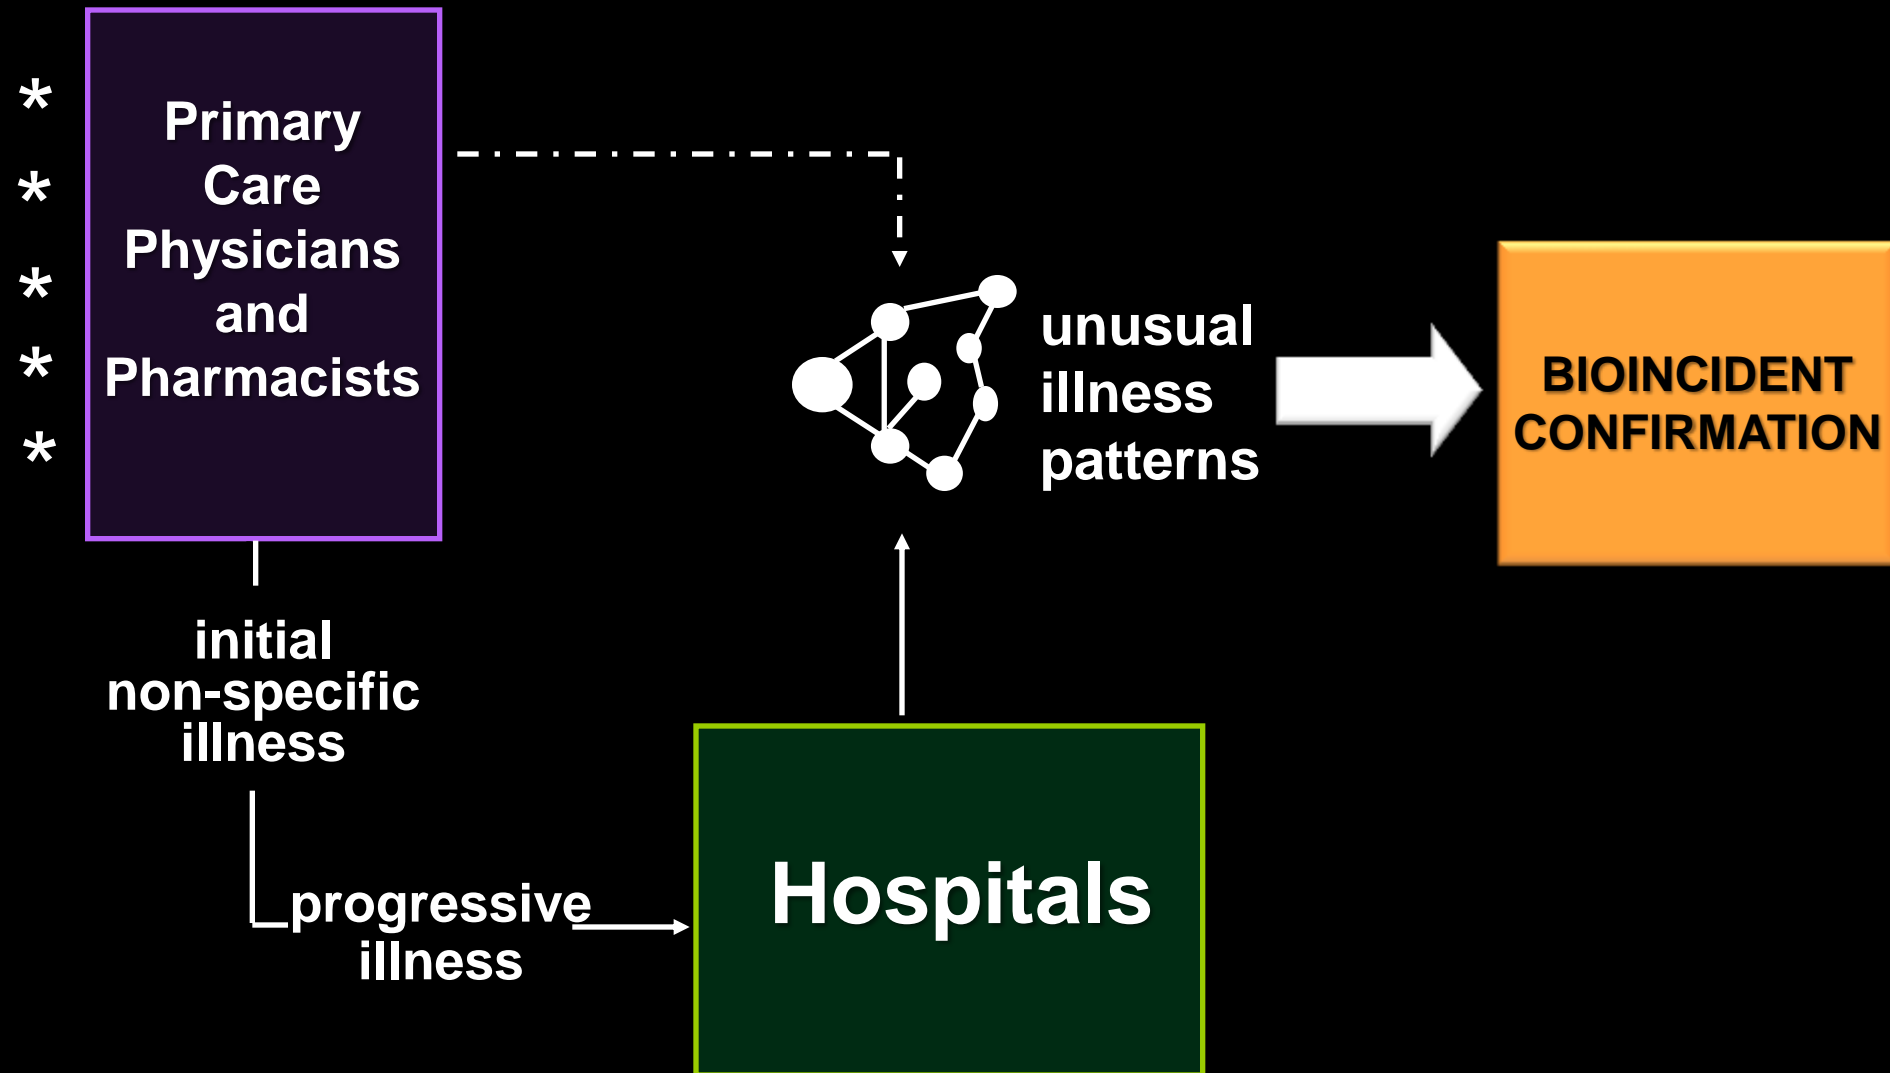 *
*
*
*
*
Primary
Care
Physicians
and
Pharmacists
unusual
illness
patterns
BIOINCIDENT
CONFIRMATION
initial
non-specific
illness
progressive
illness
Hospitals